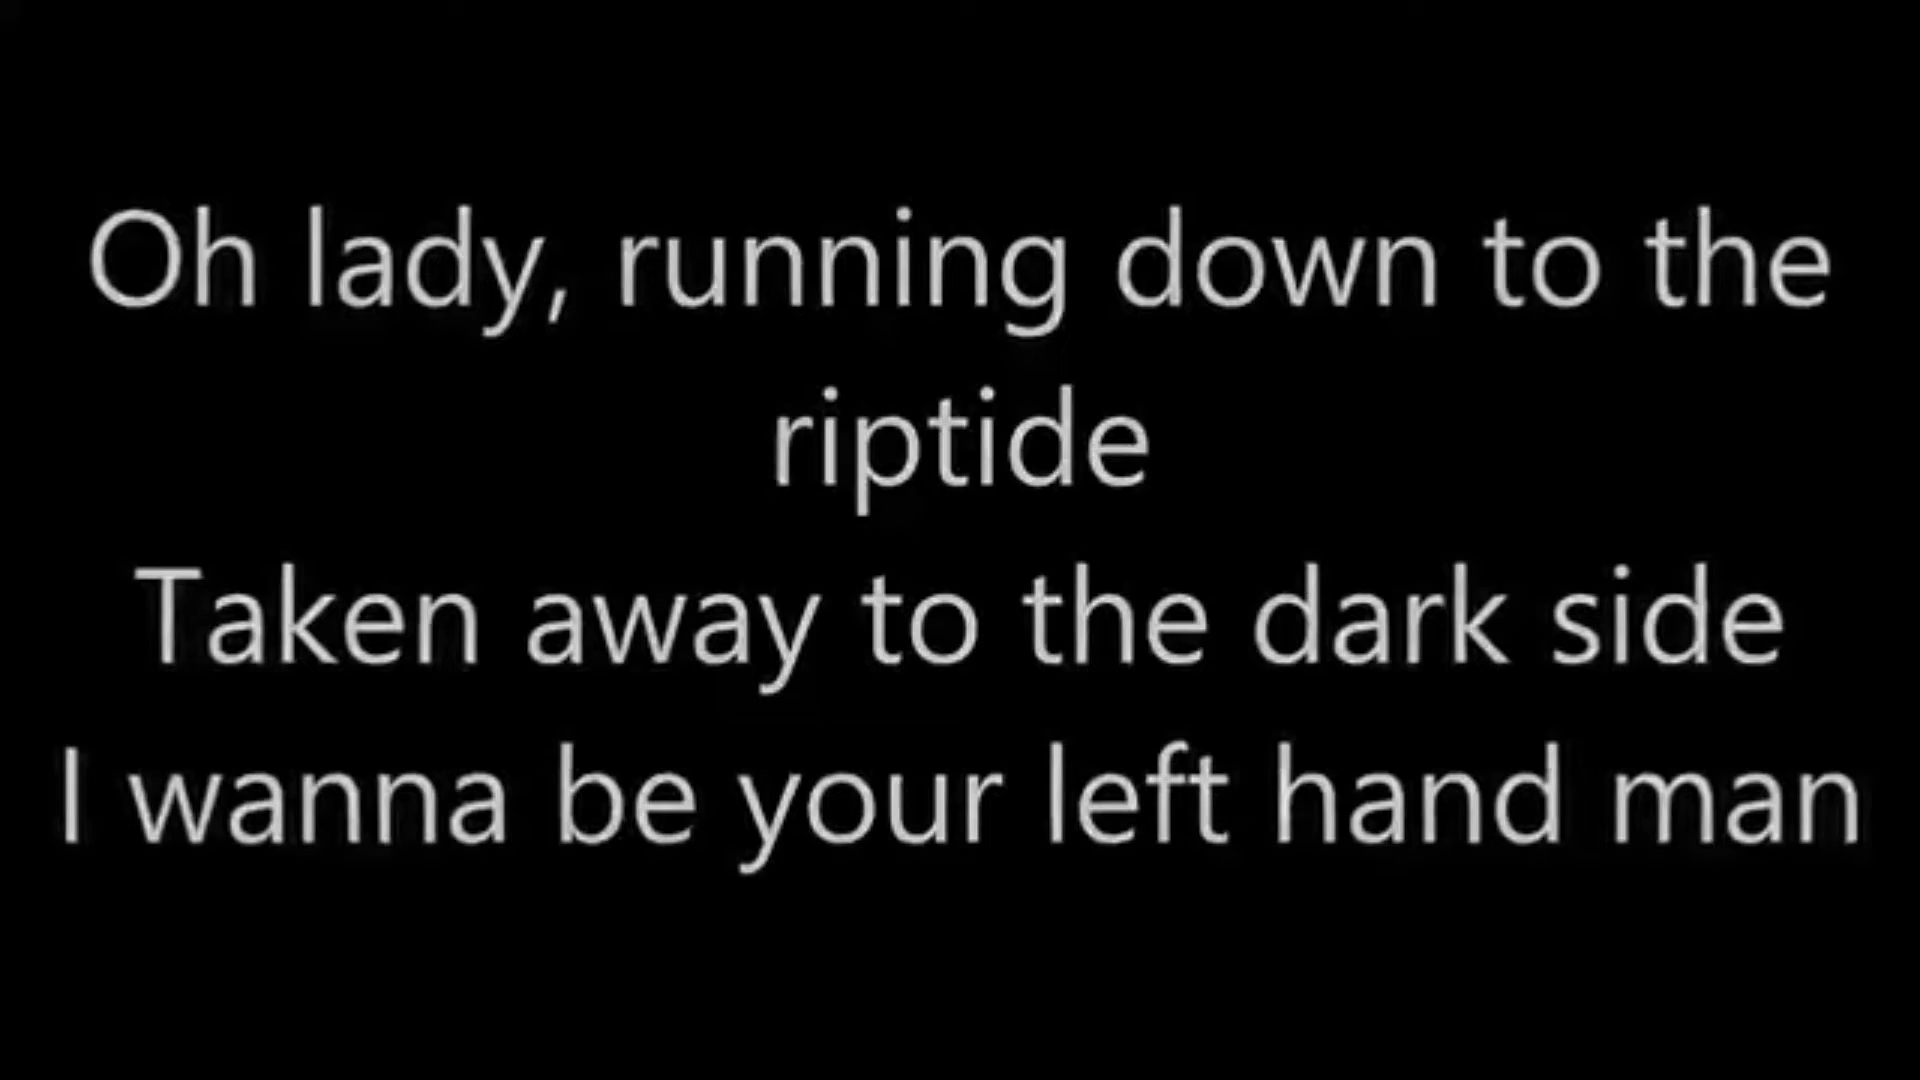 Oh lady, running down to the
riptide
Taken away to the dark side
I wanna be your left hand man